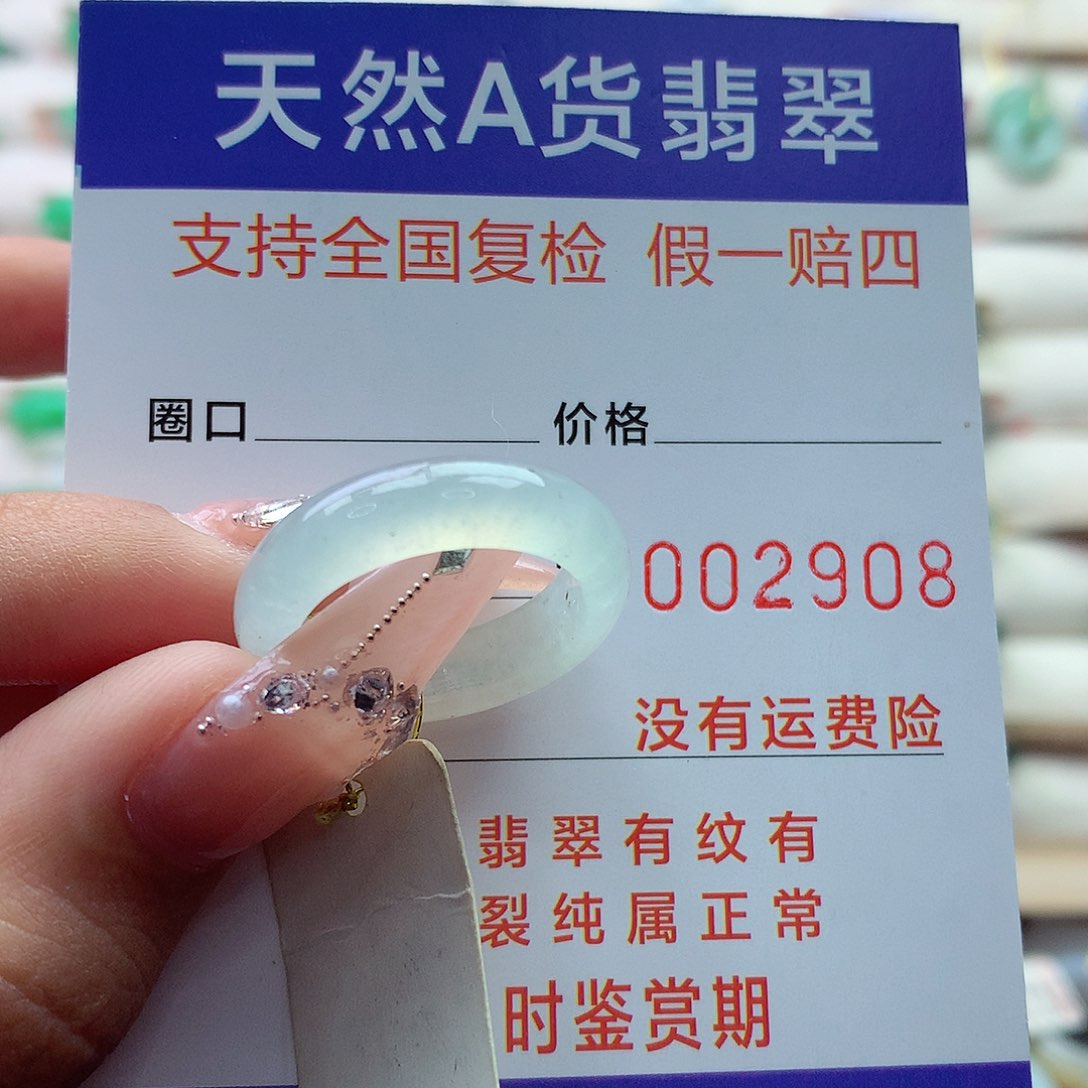 天然A货翡翠
支持全国复检 假一赔四
圈口 价格
002908
没有运费险
翡翠有纹有
裂纯属正常
时鉴赏期